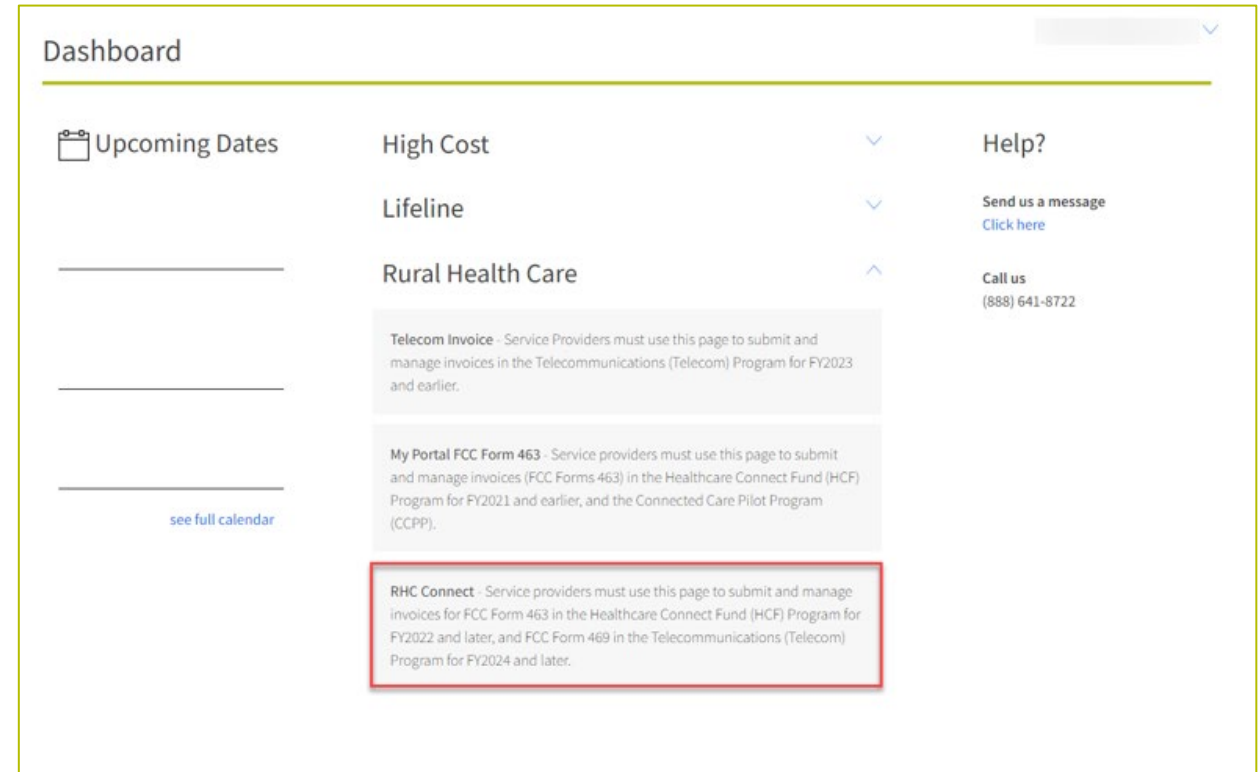 Dashboard
Upcoming Dates
see full calendar
High Cost
Lifeline
Rural Health Care
Telecom Invoice - Service Providers must use this page to submit and
manage invoices in the Telecommunications (Telecom) Program for FY2023
and earlier.
My Portal FCC Form 463 - Service providers must use this page to submit
and manage invoices (FCC Forms 463) in the Healthcare Connect Fund (HCF)
Program for FY2021 and earlier, and the Connected Care Pilot Program
(CCPP).
RHC Connect - Service providers must use this page to submit and manage
invoices for FCC Form 463 in the Healthcare Connect Fund (HCF) Program for
FY2022 and later, and FCC Form 469 in the Telecommunications (Telecom)
Program for FY2024 and later.
Help?
Send us a message
Click here
Call us
(888) 641-8722